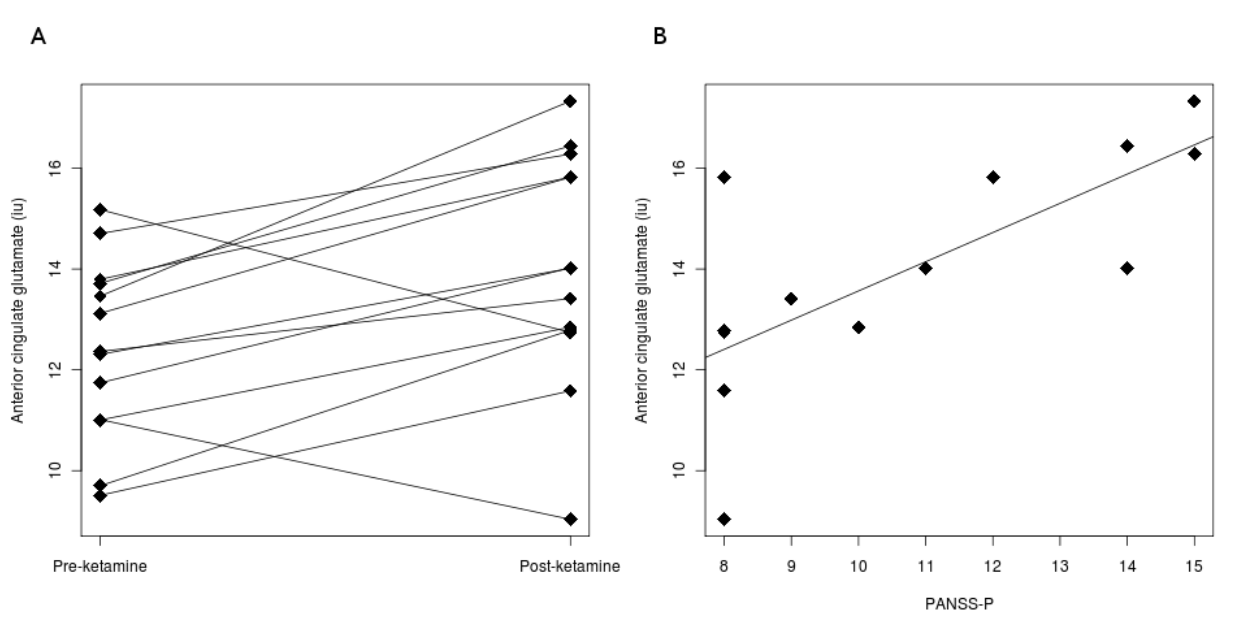 A
B
Anterior cingulate glutamate (iu)
16
14
12
10
Pre-ketamine
Post-ketamine
Anterior cingulate glutamate (iu)
16
14
12
10
8 9 10 11 12 13 14 15
PANSS-P